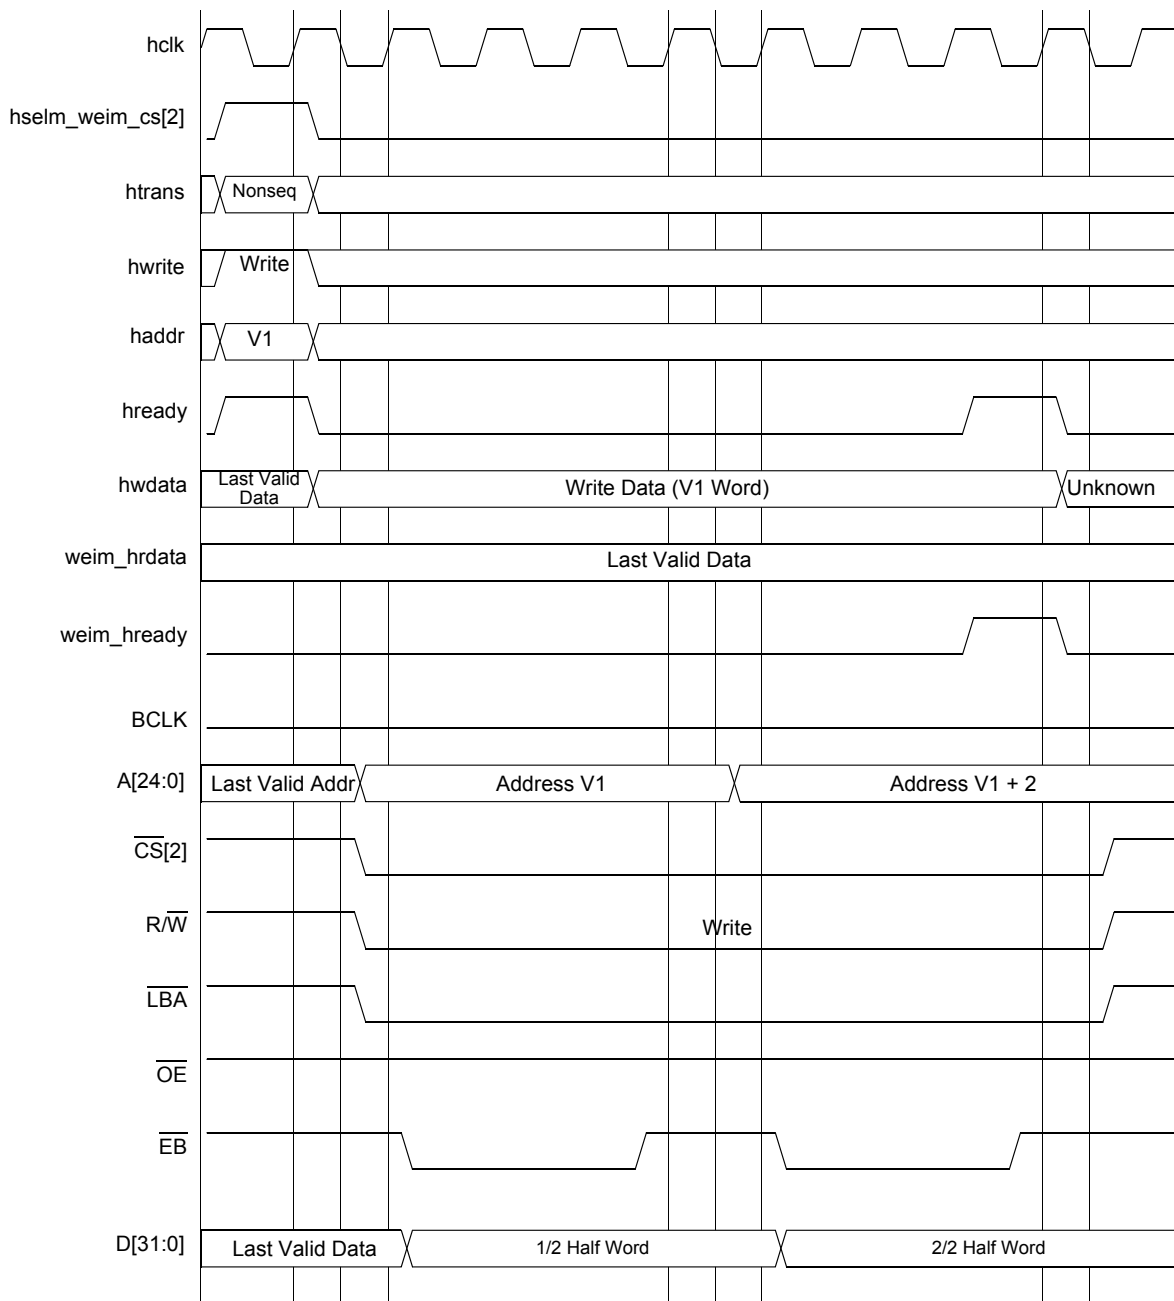 hclk
hselm_weim_cs[2]
htrans Nonseq
hwrite Write
haddr V1
hready
hwdata Last Valid Data Write Data (V1 Word) Unknown
weim_hrdata Last Valid Data
weim_hready
BCLK
A[24:0] Last Valid Addr Address V1 Address V1 + 2
CS[2]
R/W Write
LBA
OE
EB
D[31:0] Last Valid Data 1/2 Half Word 2/2 Half Word